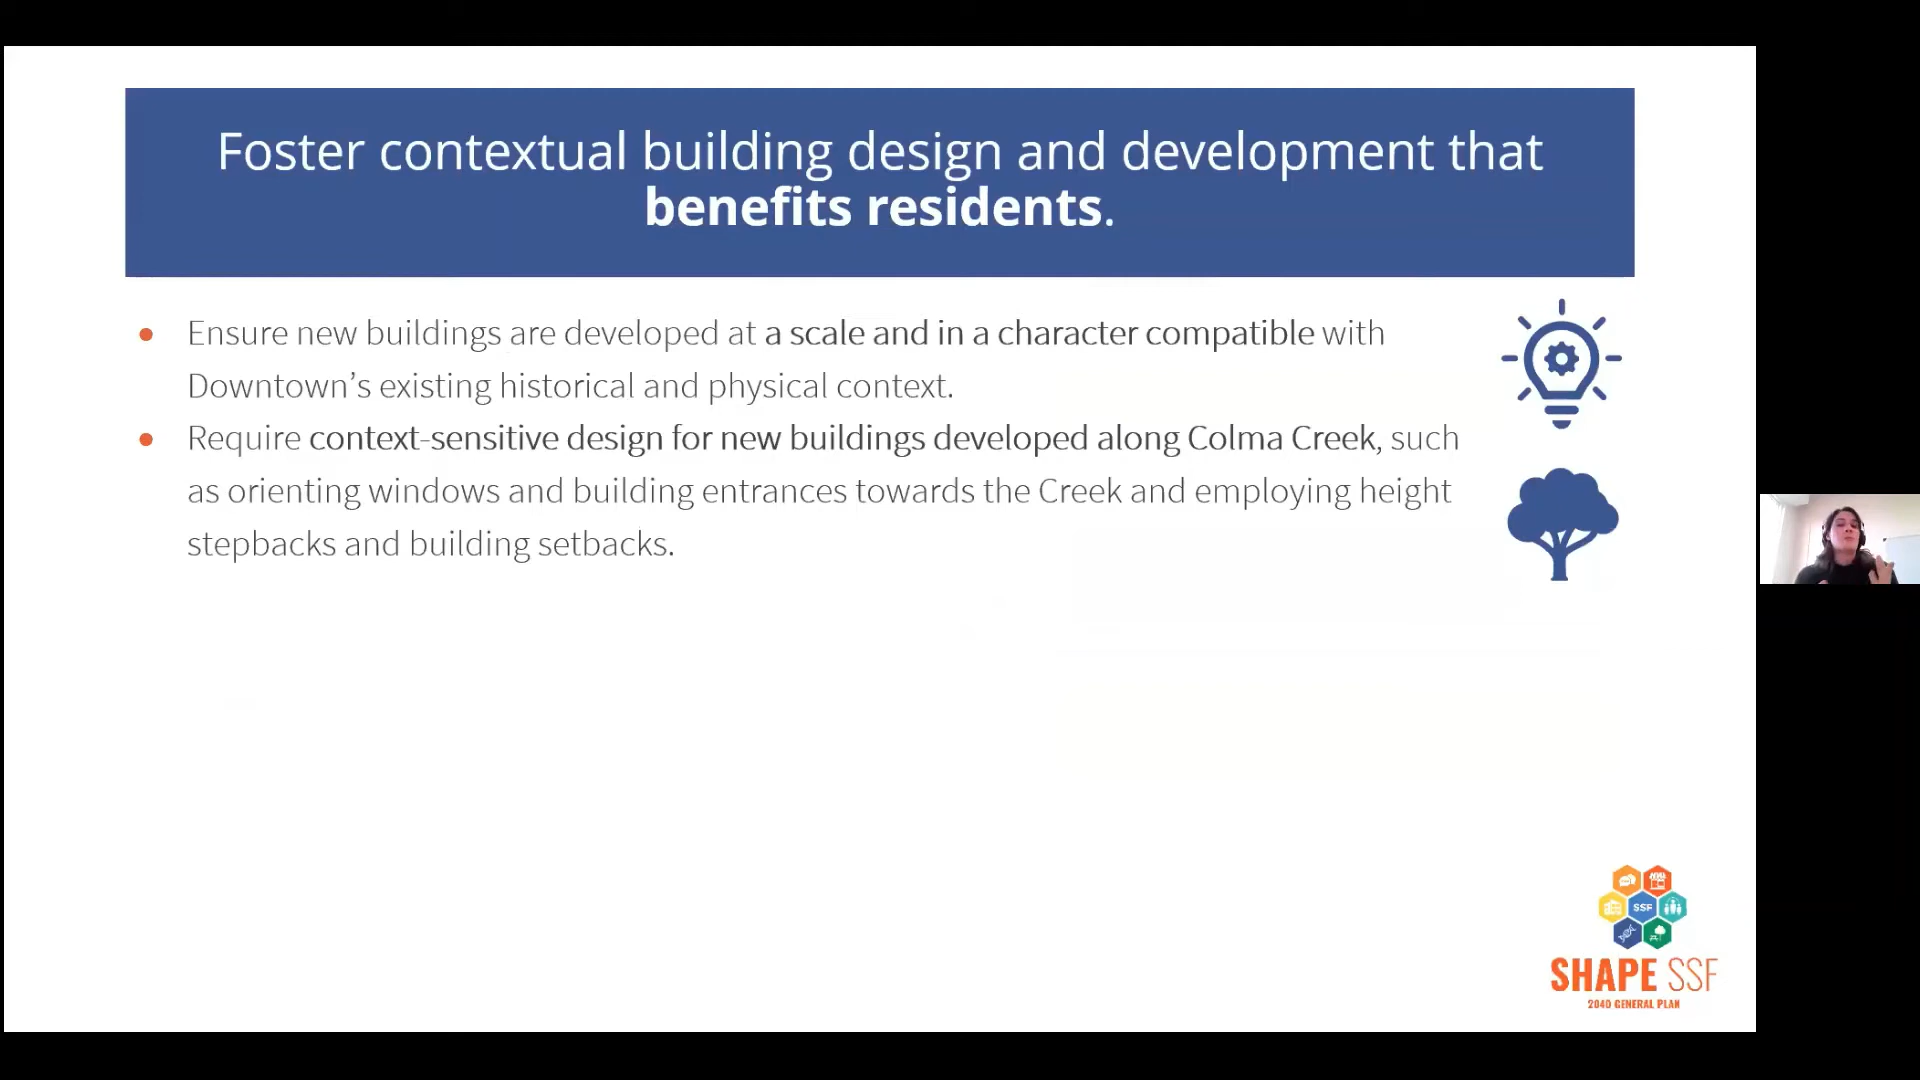 Foster contextual building design and development that
benefits residents.
● Ensure new buildings are developed at a scale and in a character compatible with
Downtown’s existing historical and physical context.
● Require context-sensitive design for new buildings developed along Colma Creek, such
as orienting windows and building entrances towards the Creek and employing height
stepbacks and building setbacks.
SSF
SHAPE SSF
2040 GENERAL PLAN